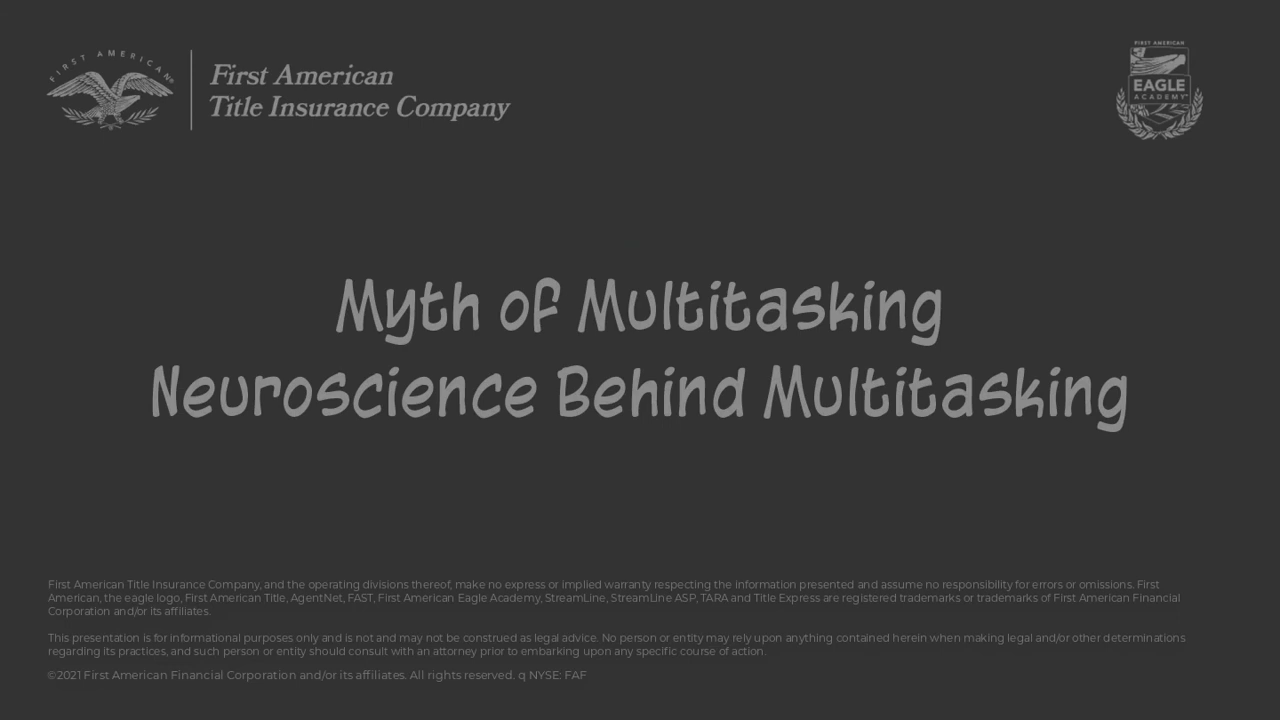 FIRST AMERICAN®
First American
Title Insurance Company
FIRST AMERICAN
EAGLE
ACADEMY
Myth of Multitasking
Neuroscience Behind Multitasking
First American Title Insurance Company, and the operating divisions thereof, make no express or implied warranty respecting the information presented and assume no responsibility for errors or omissions. First
American, the eagle logo, First American Title, AgentNet, FAST, First American Eagle Academy, StreamLine, StreamLine ASP, TARA and Title Express are registered trademarks or trademarks of First American Financial
Corporation and/or its affiliates.
This presentation is for informational purposes only and is not and may not be construed as legal advice. No person or entity may rely upon anything contained herein when making legal and/or other determinations
regarding its practices, and such person or entity should consult with an attorney prior to embarking upon any specific course of action.
©2021 First American Financial Corporation and/or its affiliates. All rights reserved. q NYSE: FAF